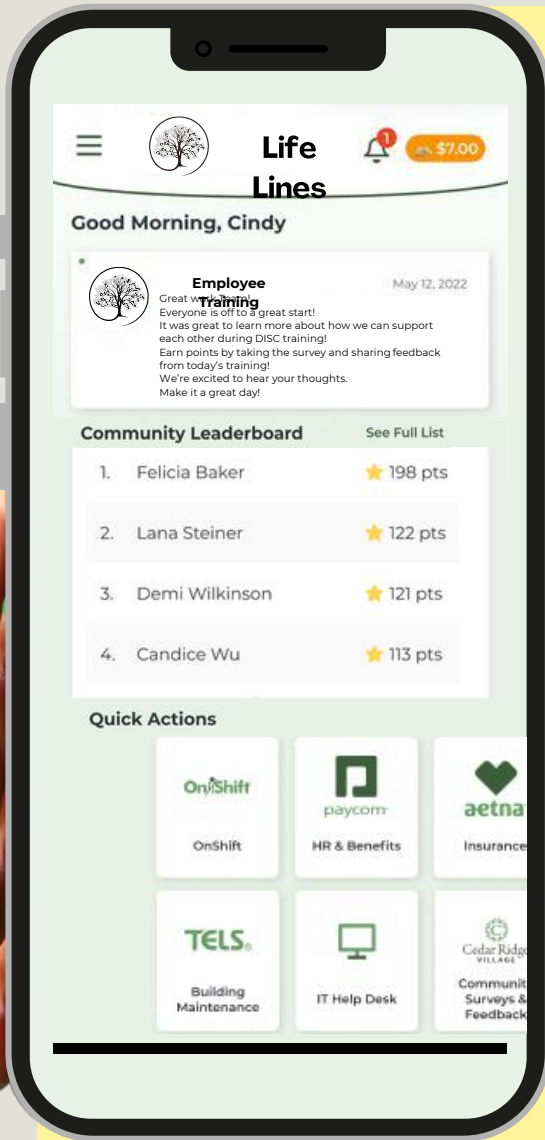 Life
Lines
1
$7.00
Good Morning, Cindy
Employee
Training
May 12, 2022
Great work Team!
Everyone is off to a great start!
It was great to learn more about how we can support
each other during DISC training!
Earn points by taking the survey and sharing feedback
from today's training!
We're excited to hear your thoughts.
Make it a great day!
Community Leaderboard
See Full List
1. Felicia Baker 198 pts
2. Lana Steiner 122 pts
3. Demi Wilkinson 121 pts
4. Candice Wu 113 pts
Quick Actions
OnShift
paycom
aetna
OnShift
HR & Benefits
Insurance
TELS
Cedar Ridge
VILLAGE
Building
Maintenance
IT Help Desk
Communit
Surveys &
Feedback